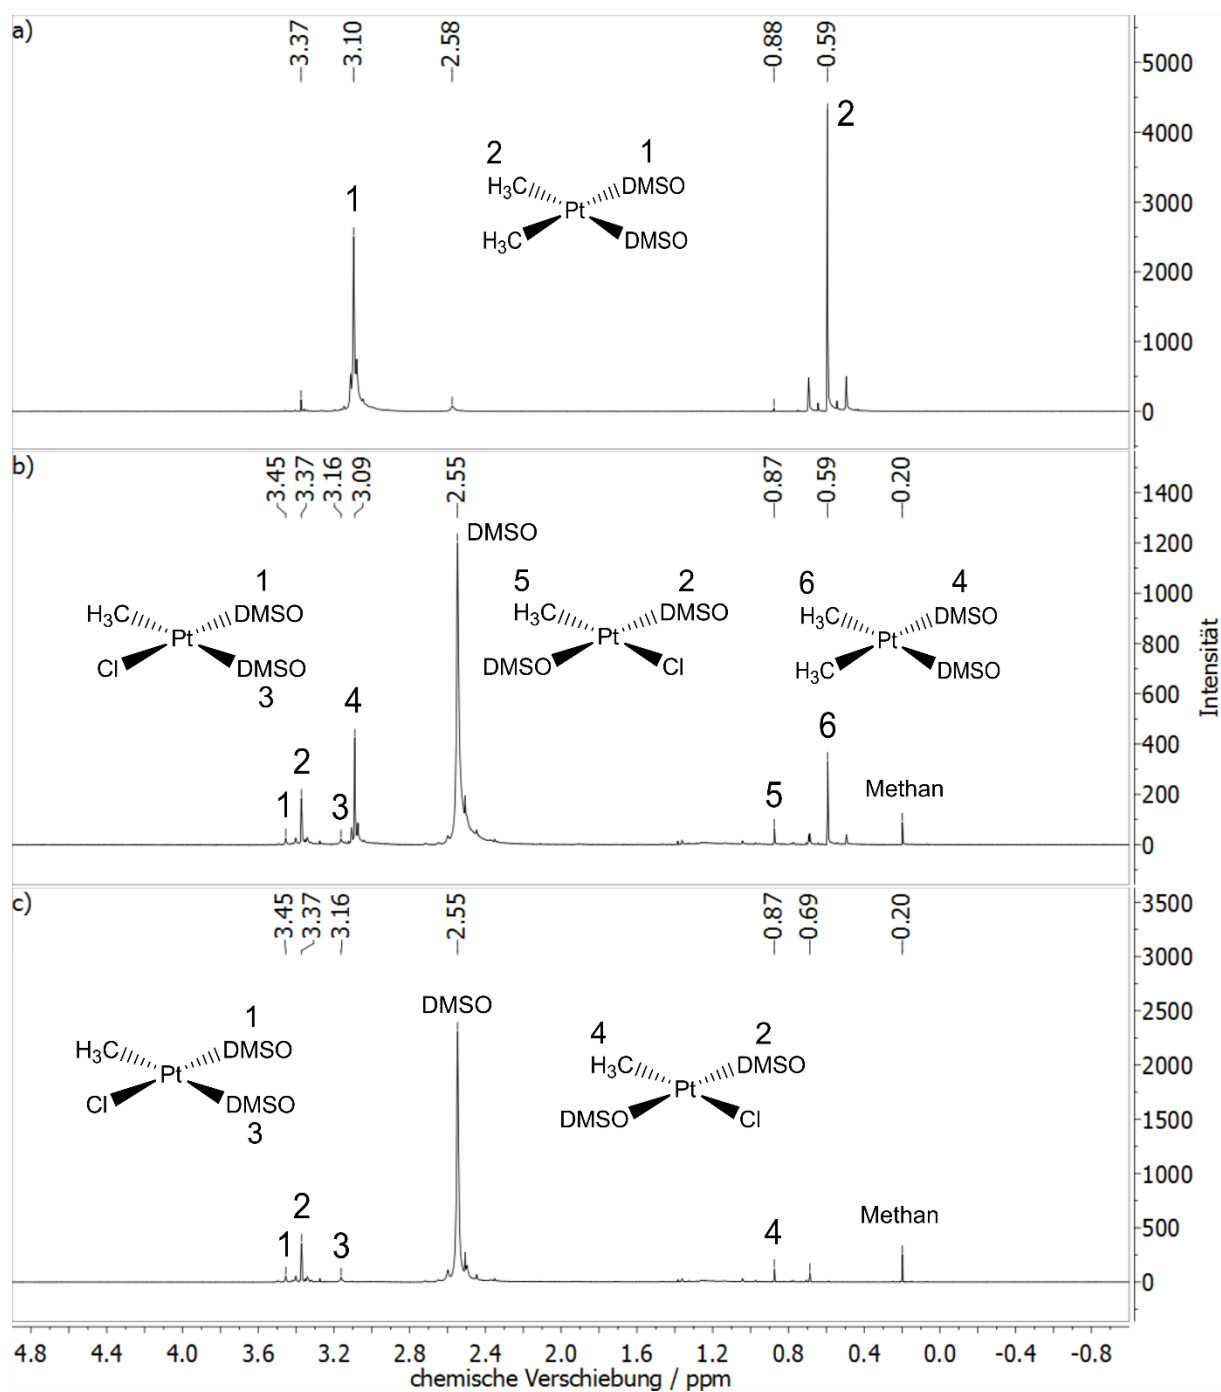 a)
3.37
3.10
2.58
0.88
0.59
5000
4000
3000
2000
1000
0
1
2
2
1
H₃C
DMSO
Pt
H₃C
DMSO
b)
3.45
3.37
3.16
3.09
2.55
0.87
0.59
0.20
1400
1200
1000
800
600
400
200
0
Intensität
DMSO
1
H₃C
DMSO
Pt
Cl
DMSO
3
5
2
H₃C
DMSO
Pt
DMSO
Cl
6
4
H₃C
DMSO
Pt
H₃C
DMSO
1
2
3
4
5
6
Methan
c)
3.45
3.37
3.16
2.55
0.87
0.69
0.20
3500
3000
2500
2000
1500
1000
500
0
DMSO
1
H₃C
DMSO
Pt
Cl
DMSO
3
4
2
H₃C
DMSO
Pt
DMSO
Cl
1
2
3
4
Methan
4.8 4.4 4.0 3.6 3.2 2.8 2.4 2.0 1.6 1.2 0.8 0.4 0.0 -0.4 -0.8
chemische Verschiebung / ppm